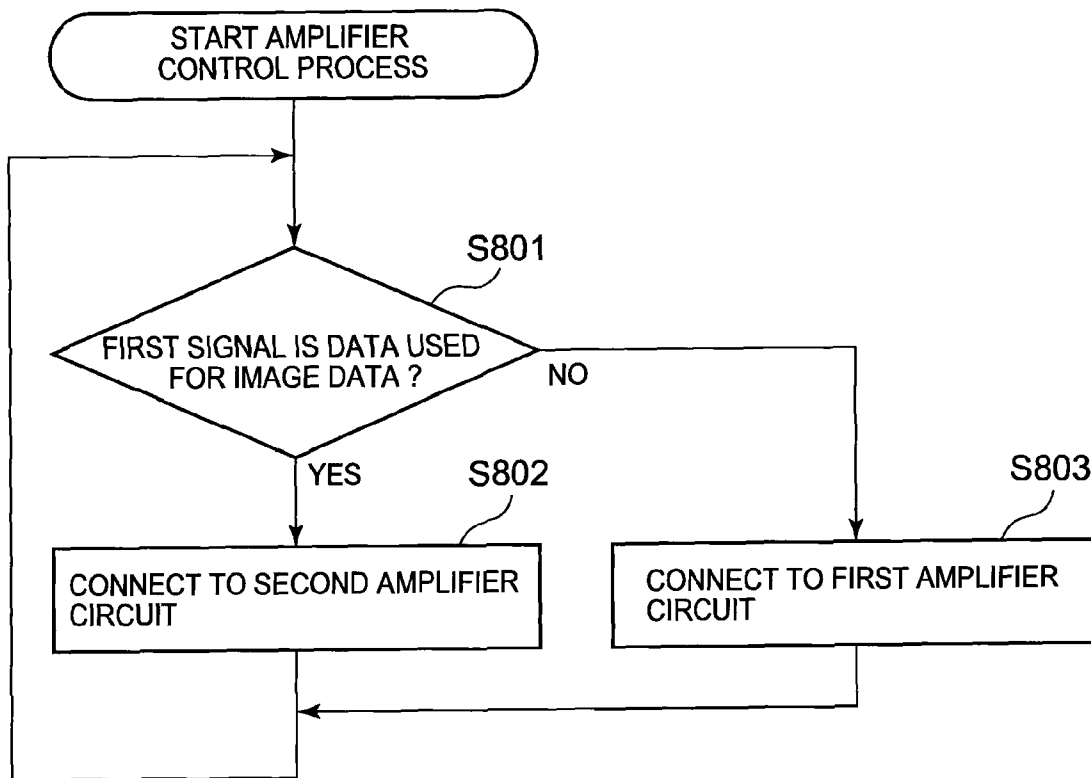 START AMPLIFIER
CONTROL PROCESS
S801
FIRST SIGNAL IS DATA USED
FOR IMAGE DATA ?
NO
YES
S802
CONNECT TO SECOND AMPLIFIER
CIRCUIT
S803
CONNECT TO FIRST AMPLIFIER
CIRCUIT